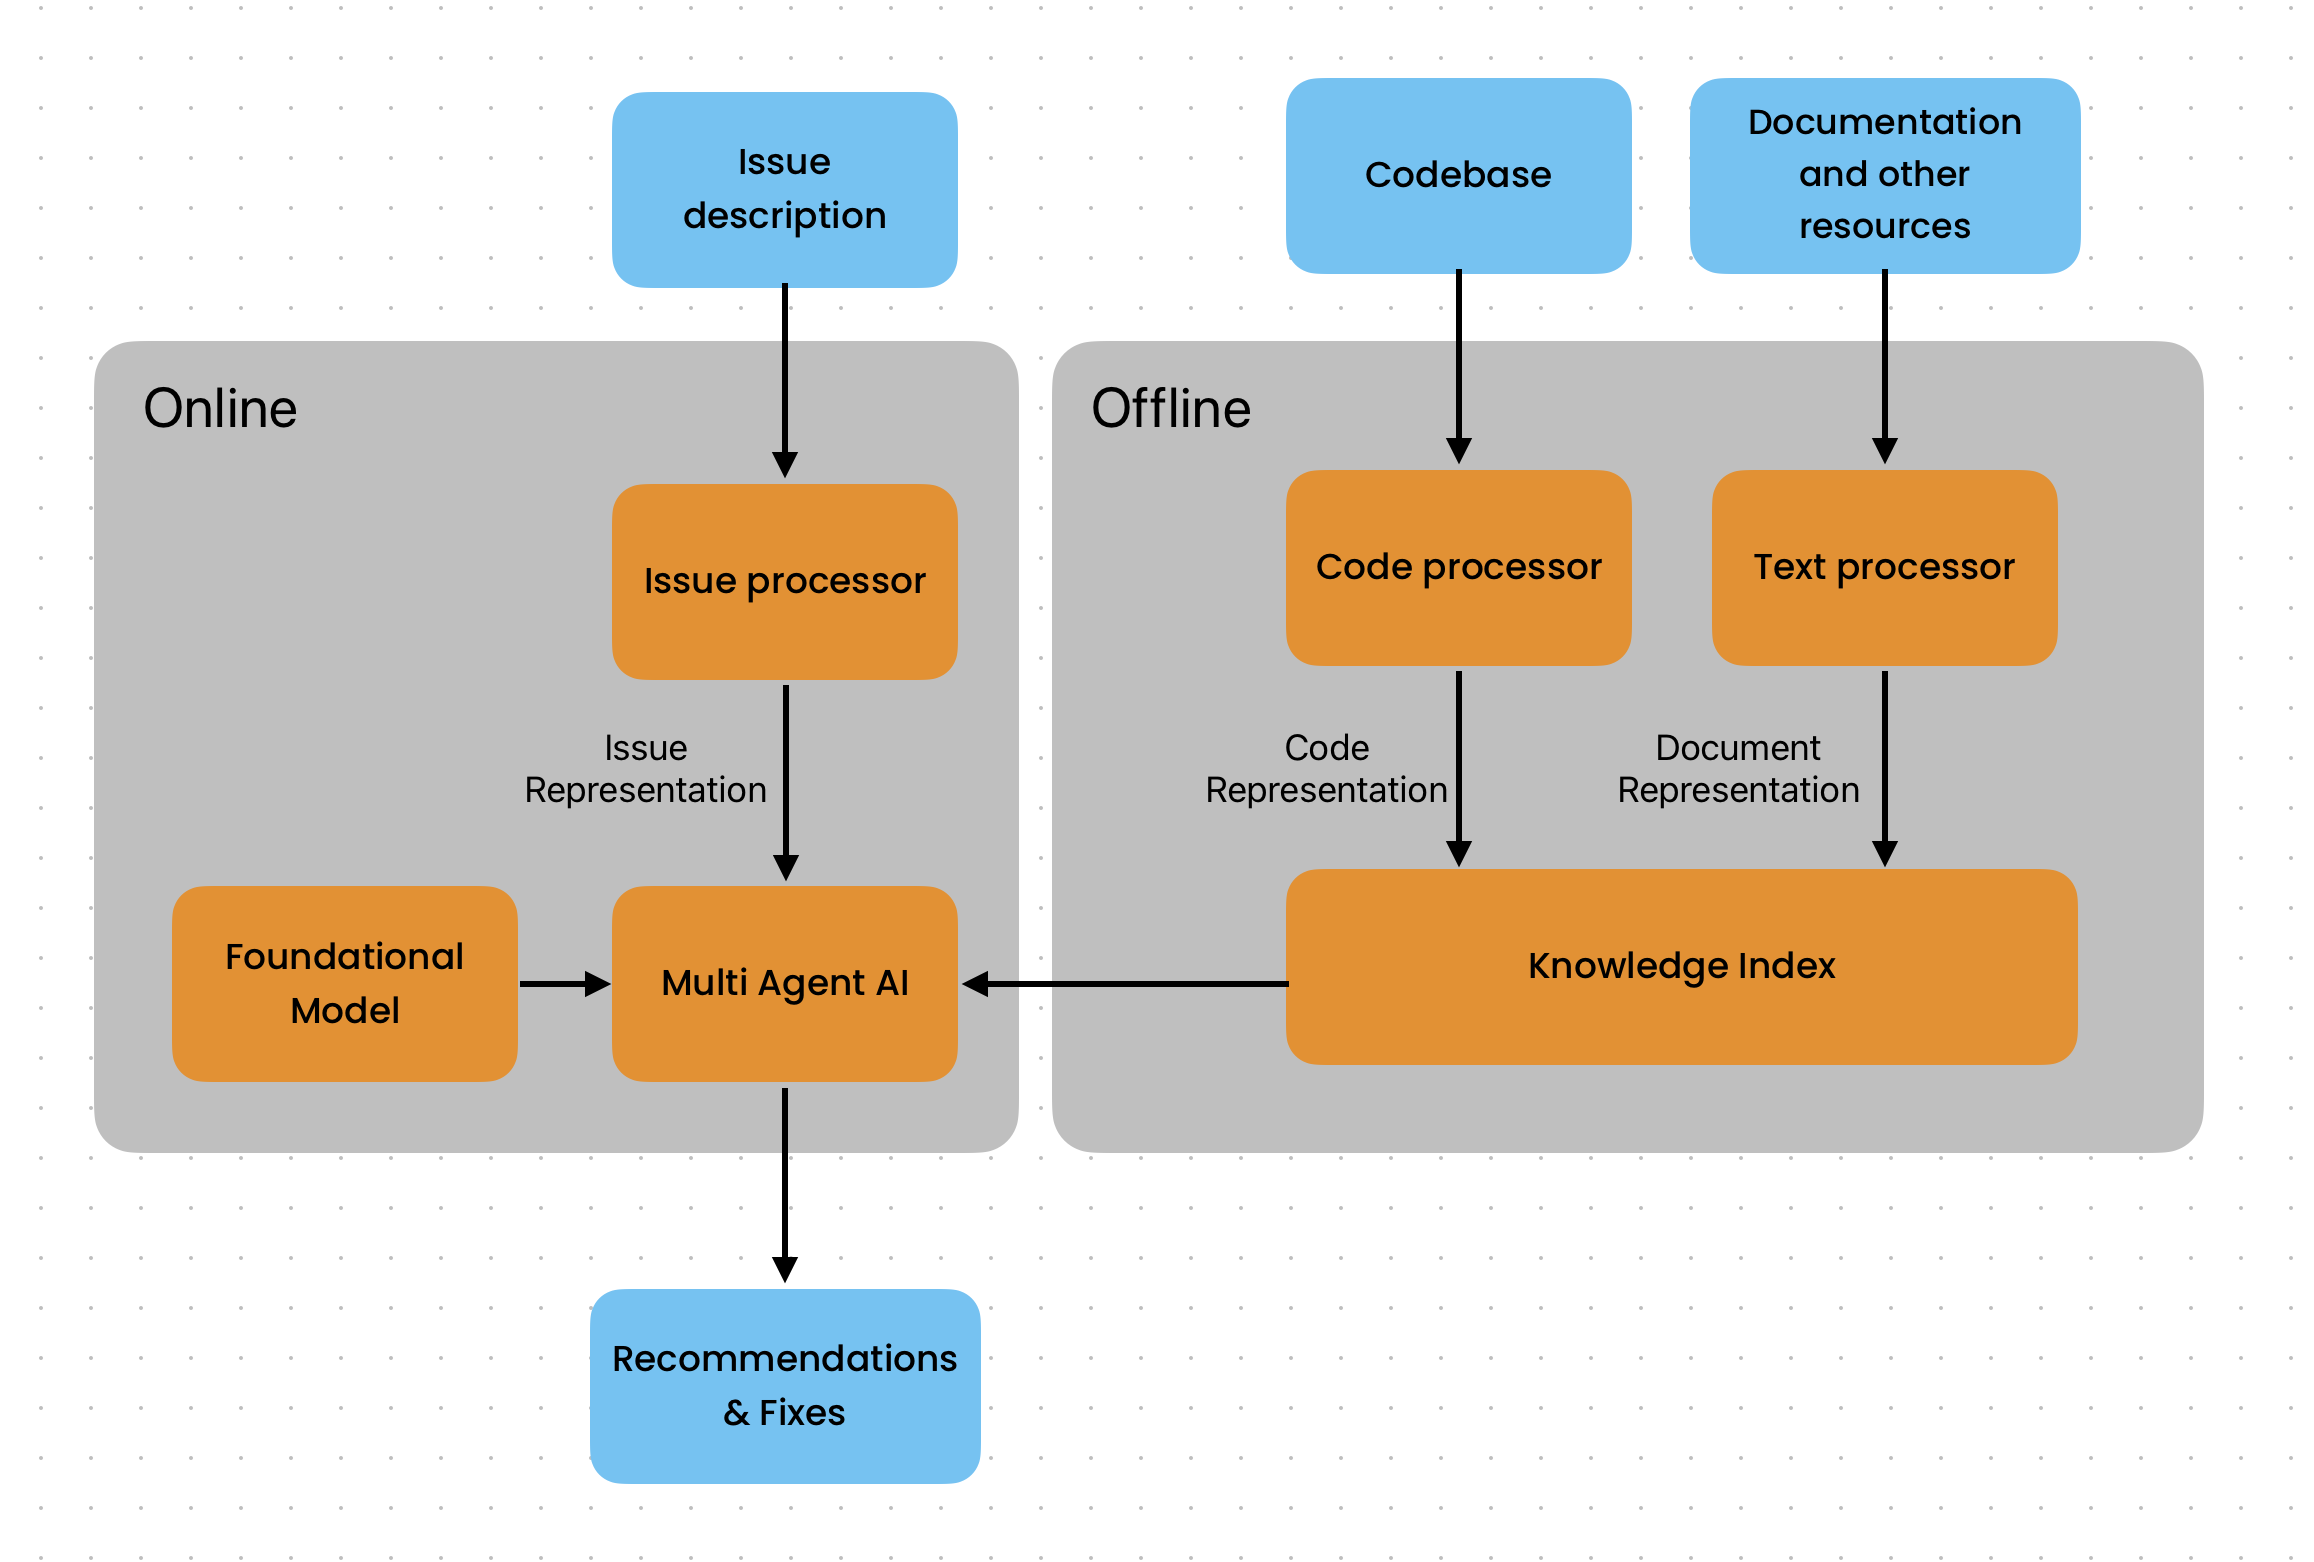 Issue
description
Codebase
Documentation
and other
resources
Online
Offline
Issue processor
Code processor
Text processor
Issue
Representation
Code
Representation
Document
Representation
Foundational
Model
Multi Agent AI
Knowledge Index
Recommendations
& Fixes